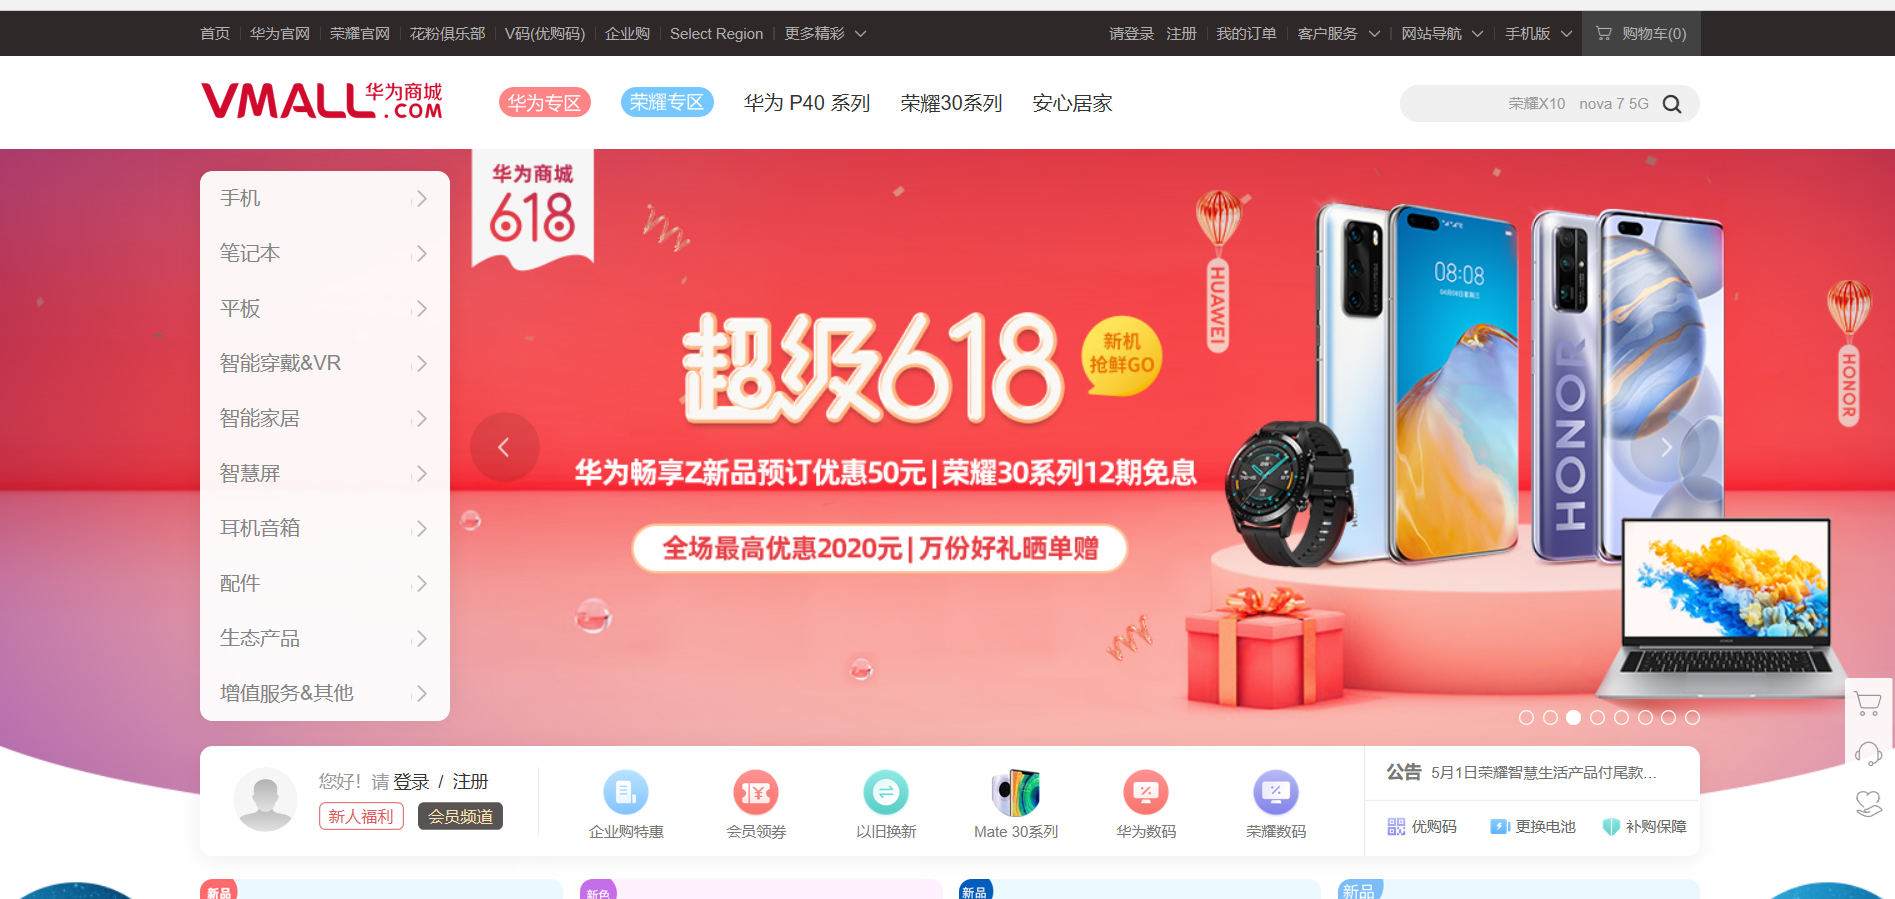 首页 华为官网 荣耀官网 花粉俱乐部 V码(优购码) 企业购 Select Region 更多精彩 请登录 注册 我的订单 客户服务 网站导航 手机版 购物车(0)
VMALL 华为商城
.COM
华为专区 荣耀专区 华为 P40 系列 荣耀30系列 安心居家 荣耀X10 nova 7 5G
手机
笔记本
平板
智能穿戴&VR
智能家居
智慧屏
耳机音箱
配件
生态产品
增值服务&其他
华为商城
618
超级618
新机
抢鲜GO
华为畅享Z新品预订优惠50元|荣耀30系列12期免息
全场最高优惠2020元|万份好礼晒单赠
HUAWEI
08:08
HONOR
HONOR
您好！请 登录 / 注册
新人福利 会员频道
企业购特惠 会员领券 以旧换新 Mate 30系列 华为数码 荣耀数码
公告 5月1日荣耀智慧生活产品付尾款...
优购码 更换电池 补购保障
新品 新色 新品 新品